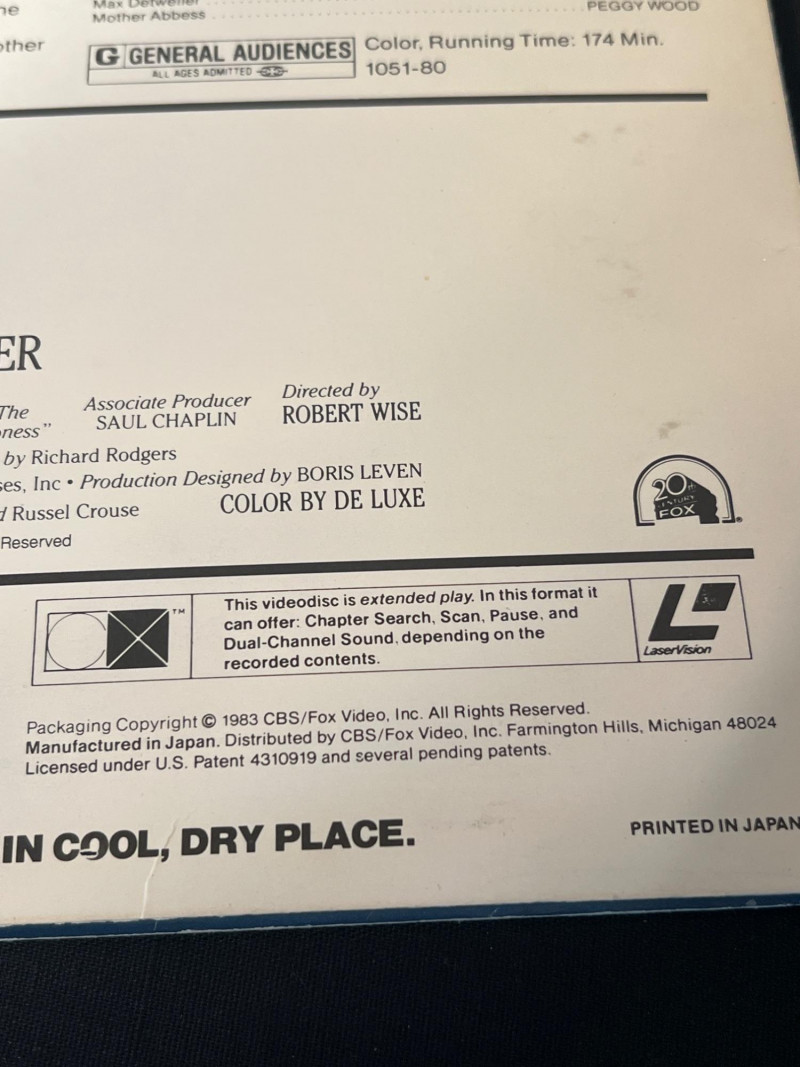 ne
Max Detweiler
Mother Abbess PEGGY WOOD
other
G GENERAL AUDIENCES
ALL AGES ADMITTED
Color, Running Time: 174 Min.
1051-80
ER
The
ness”
Associate Producer
SAUL CHAPLIN
Directed by
ROBERT WISE
by Richard Rodgers
ses, Inc • Production Designed by BORIS LEVEN
d Russel Crouse
COLOR BY DE LUXE
Reserved
20th
CENTURY
FOX
®
TM
This videodisc is extended play. In this format it
can offer: Chapter Search, Scan, Pause, and
Dual-Channel Sound, depending on the
recorded contents.
LaserVision
Packaging Copyright © 1983 CBS/Fox Video, Inc. All Rights Reserved.
Manufactured in Japan. Distributed by CBS/Fox Video, Inc. Farmington Hills, Michigan 48024
Licensed under U.S. Patent 4310919 and several pending patents.
IN COOL, DRY PLACE.
PRINTED IN JAPAN